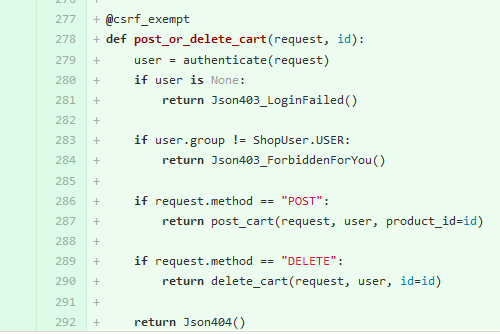 277 + @csrf_exempt
278 + def post_or_delete_cart(request, id):
279 +     user = authenticate(request)
280 +     if user is None:
281 +         return Json403_LoginFailed()
282 +
283 +     if user.group != ShopUser.USER:
284 +         return Json403_ForbiddenForYou()
285 +
286 +     if request.method == "POST":
287 +         return post_cart(request, user, product_id=id)
288 +
289 +     if request.method == "DELETE":
290 +         return delete_cart(request, user, id=id)
291 +
292 +     return Json404()